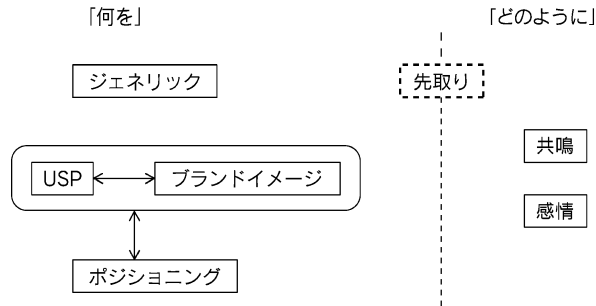 「何を」
「どのように」
ジェネリック
先取り
共鳴
USP
ブランドイメージ
感情
ポジショニング